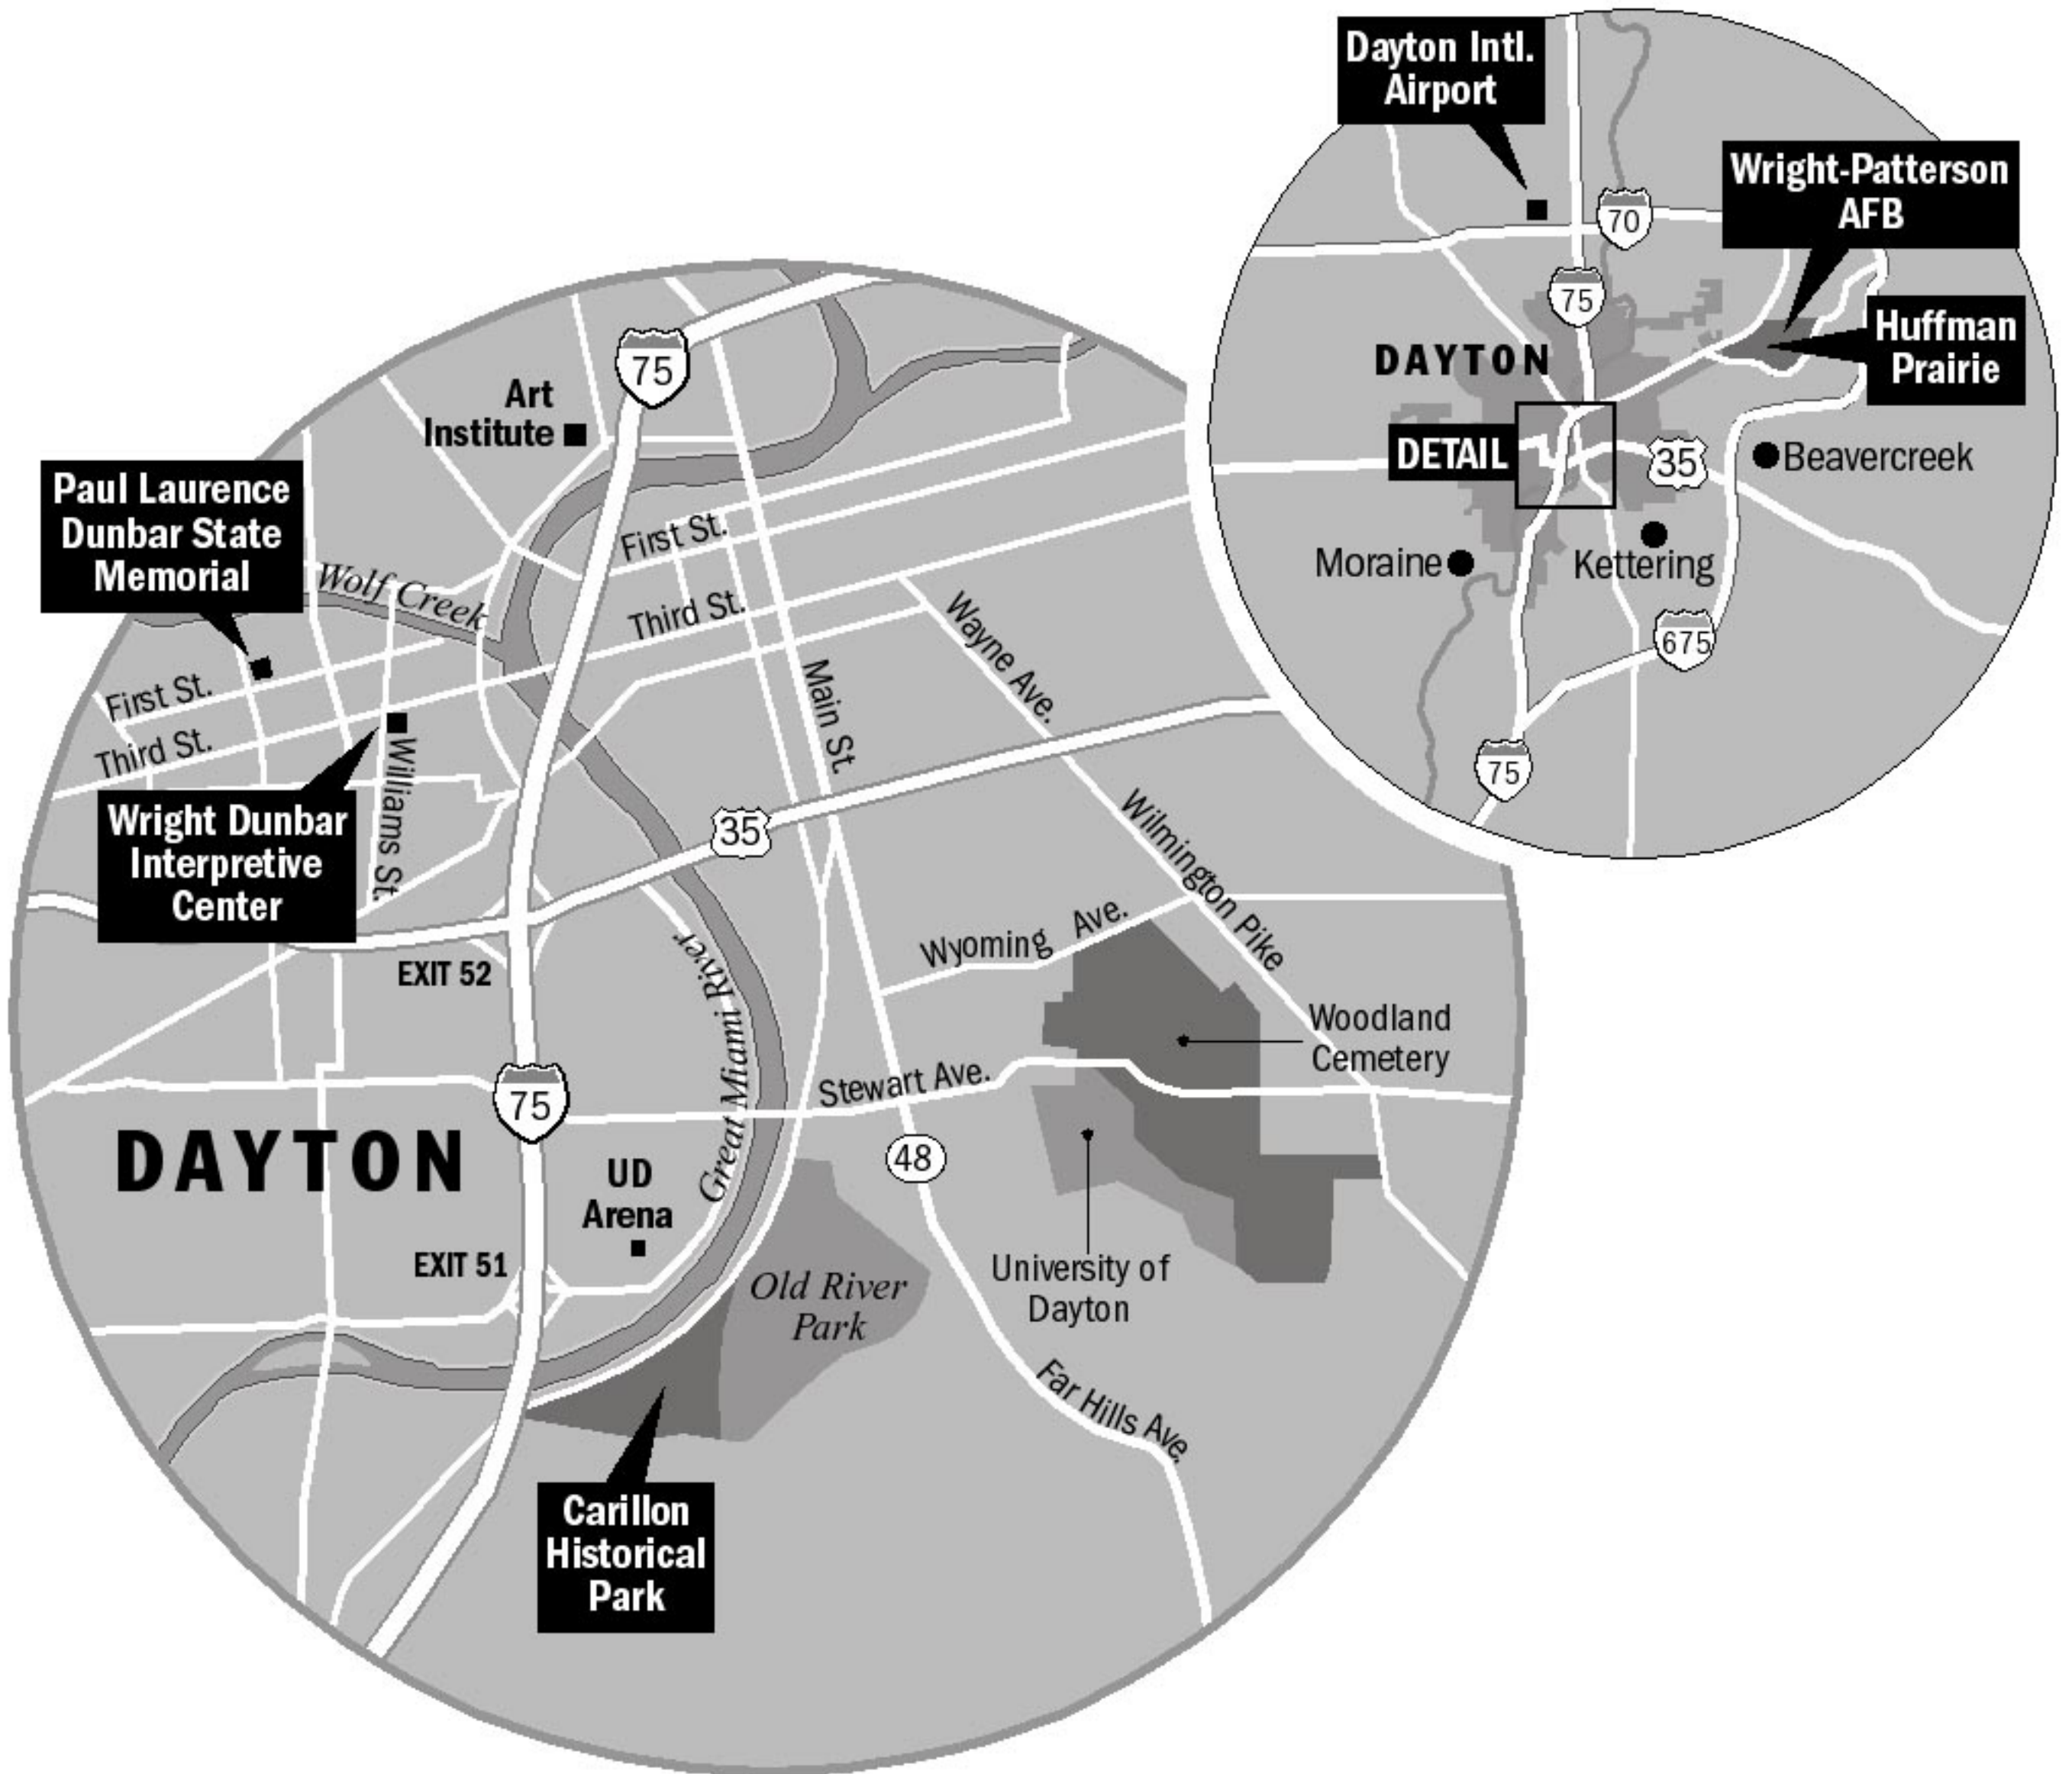 Dayton Intl.
Airport
Wright-Patterson
AFB
70
75
Huffman
Prairie
DAYTON
DETAIL
35
Beavercreek
Moraine
Kettering
675
75
75
Art
Institute
Paul Laurence
Dunbar State
Memorial
Wolf Creek
First St.
Third St.
Wayne Ave.
Main St.
First St.
Third St.
Williams St.
Wright Dunbar
Interpretive
Center
35
Wilmington Pike
Wyoming Ave.
EXIT 52
Great Miami River
Woodland
Cemetery
Stewart Ave.
75
DAYTON
UD
Arena
48
EXIT 51
Old River
Park
University of
Dayton
Far Hills Ave.
Carillon
Historical
Park